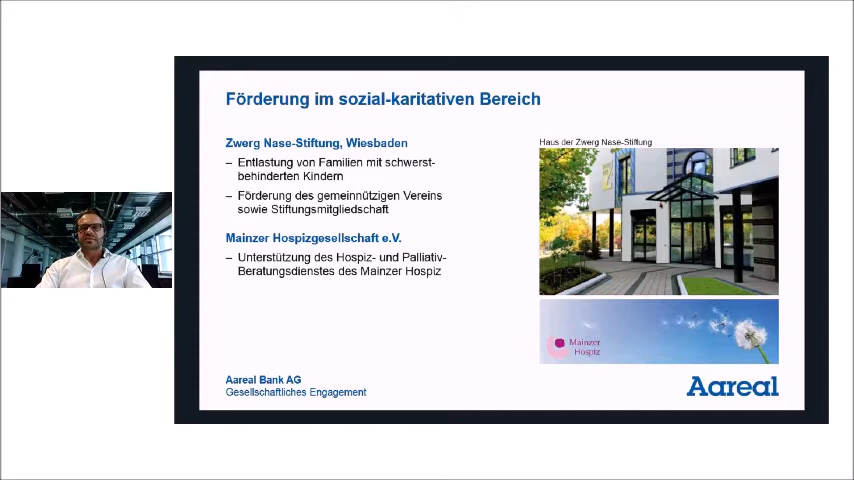 Förderung im sozial-karitativen Bereich
Zwerg Nase-Stiftung, Wiesbaden
– Entlastung von Familien mit schwerst-
behinderten Kindern
– Förderung des gemeinnützigen Vereins
sowie Stiftungsmitgliedschaft
Mainzer Hospizgesellschaft e.V.
– Unterstützung des Hospiz- und Palliativ-
Beratungsdienstes des Mainzer Hospiz
Haus der Zwerg Nase-Stiftung
Z
Mainzer
Hospiz
Aareal Bank AG
Gesellschaftliches Engagement
Aareal